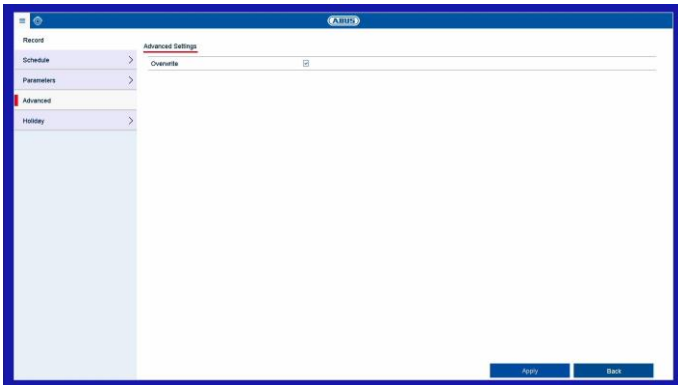 ABUS
Record
Schedule
Parameters
Advanced
Holiday
Advanced Settings
Overwrite
Apply
Back